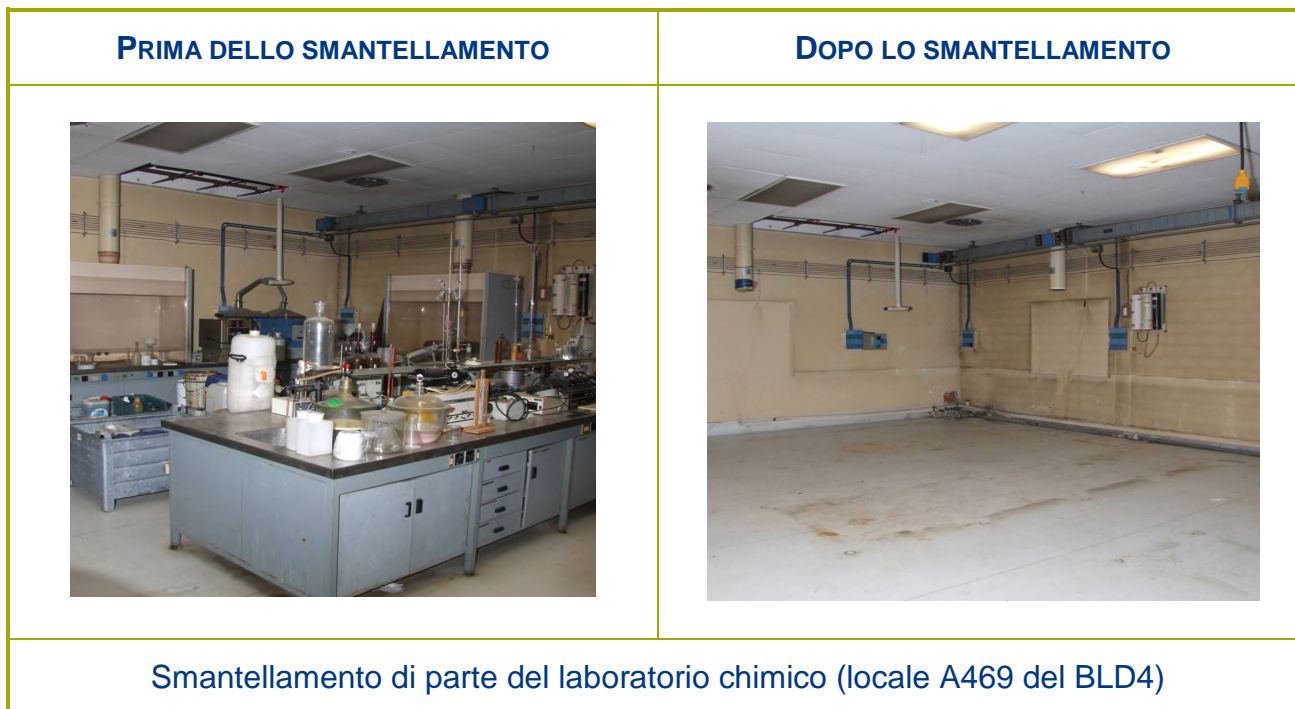 PRIMA DELLO SMANTELLAMENTO
DOPO LO SMANTELLAMENTO
Smantellamento di parte del laboratorio chimico (locale A469 del BLD4)